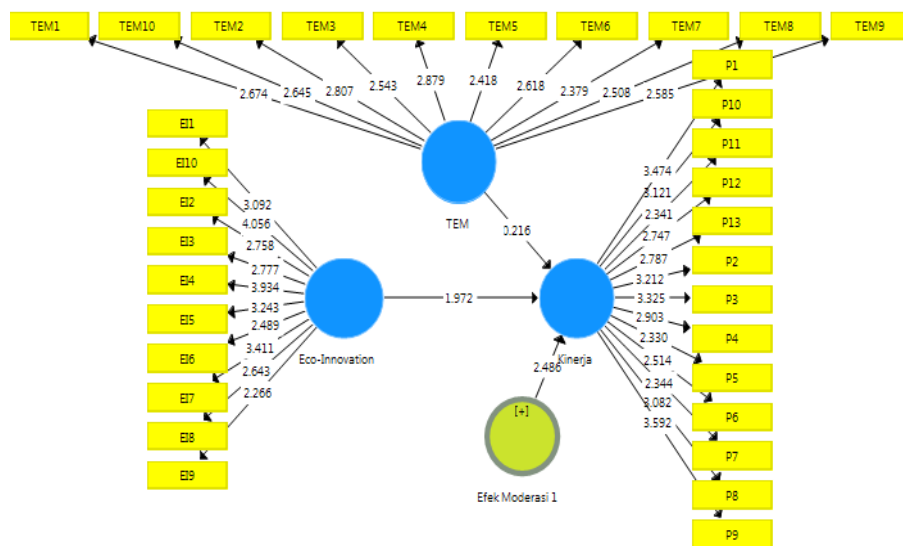 TEM1 TEM10 TEM2 TEM3 TEM4 TEM5 TEM6 TEM7 TEM8 TEM9
2.674 2.645 2.807 2.543 2.879 2.418 2.618 2.379 2.508 2.585
TEM
0.216
EI1
EI10
EI2
EI3
EI4
EI5
EI6
EI7
EI8
EI9
3.092
4.056
2.758
2.777
3.934
3.243
2.489
3.411
2.643
2.266
Eco-Innovation
1.972
Kinerja
2.486
[+]
Efek Moderasi 1
3.474
3.121
2.341
2.747
2.787
3.212
3.325
2.903
2.330
2.514
2.344
3.082
3.592
P1
P10
P11
P12
P13
P2
P3
P4
P5
P6
P7
P8
P9